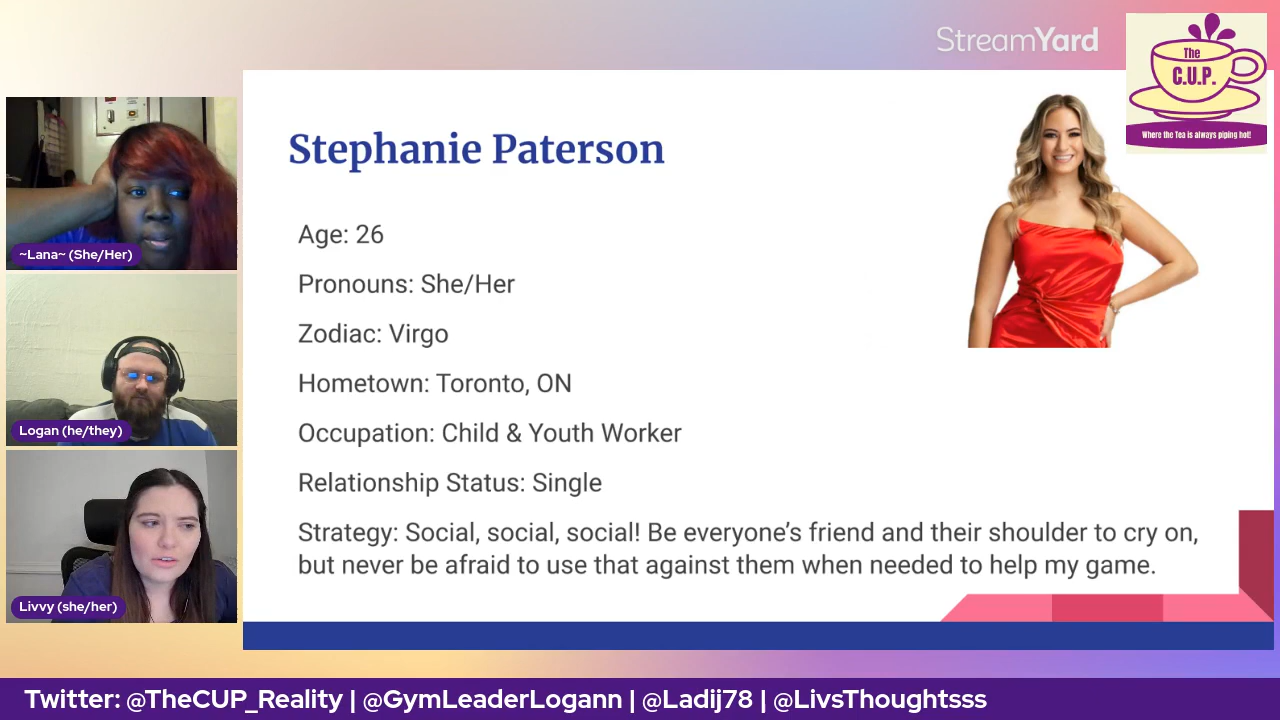 StreamYard
The
C.U.P.
Where the Tea is always piping hot!
Stephanie Paterson
Age: 26
Pronouns: She/Her
Zodiac: Virgo
Hometown: Toronto, ON
Occupation: Child & Youth Worker
Relationship Status: Single
Strategy: Social, social, social! Be everyone’s friend and their shoulder to cry on,
but never be afraid to use that against them when needed to help my game.
~Lana~ (She/Her)
Logan (he/they)
Livvy (she/her)
Twitter: @TheCUP_Reality | @GymLeaderLogann | @Ladij78 | @LivsThoughtsss